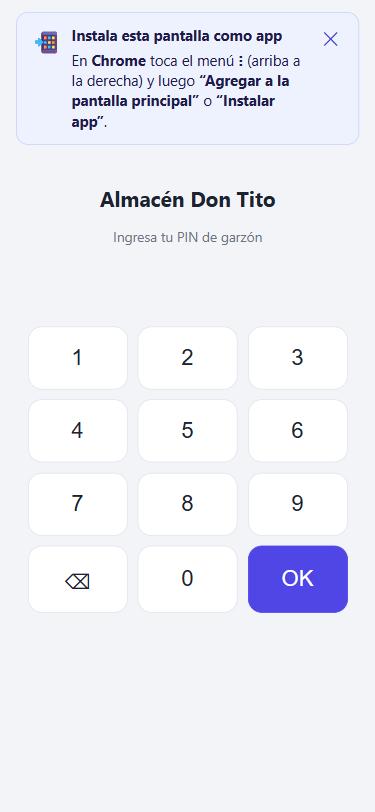 Instala esta pantalla como app
En Chrome toca el menú ⋮ (arriba a
la derecha) y luego “Agregar a la
pantalla principal” o “Instalar
app”.
Almacén Don Tito
Ingresa tu PIN de garzón
1 2 3
4 5 6
7 8 9
⌫ 0 OK